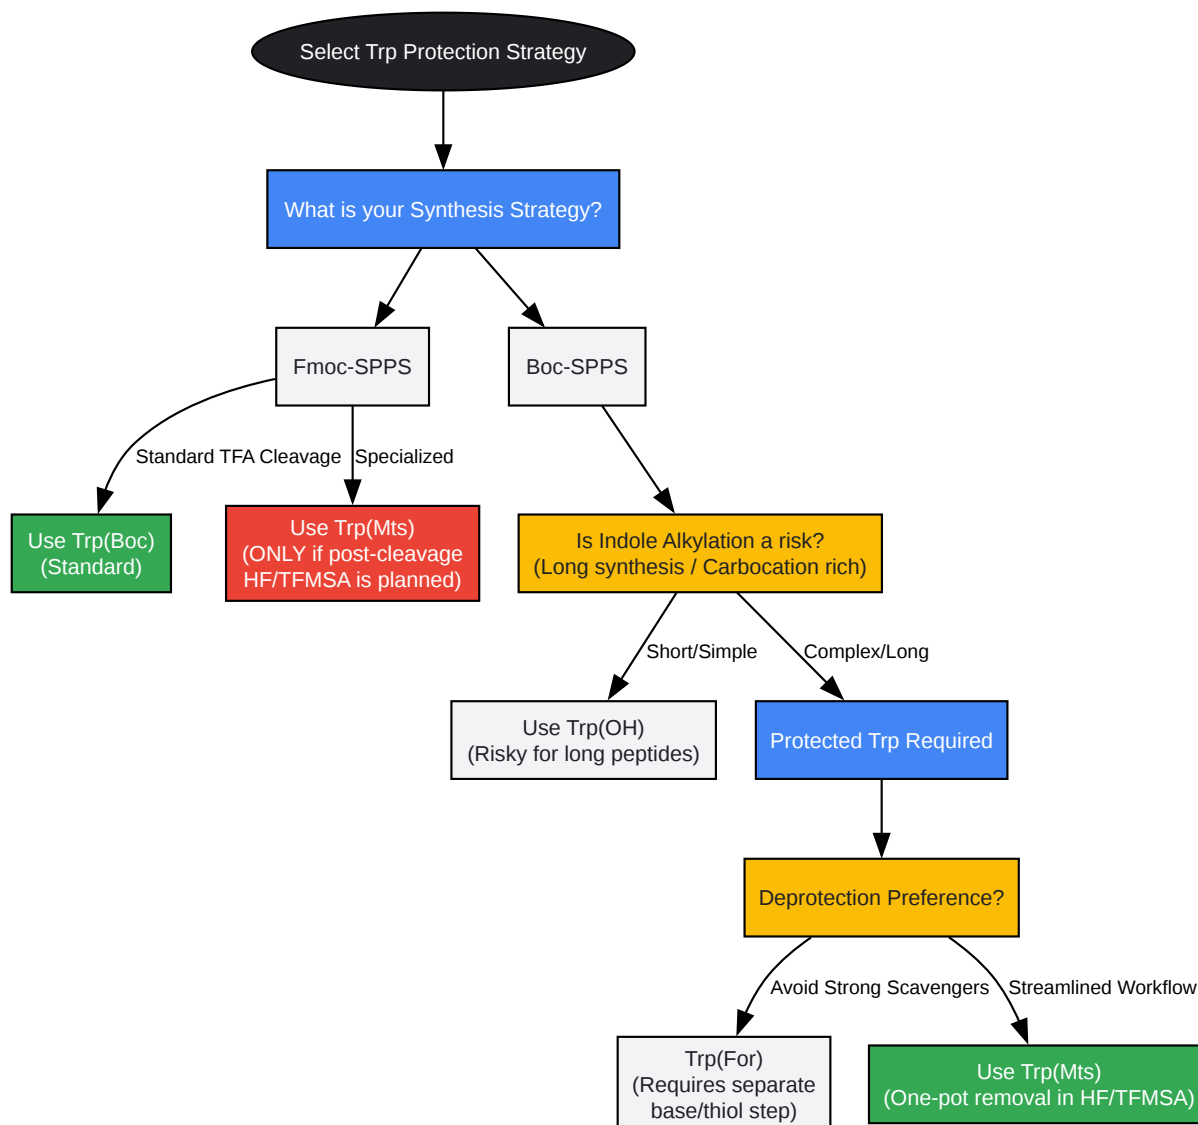 Select Trp Protection Strategy
What is your Synthesis Strategy?
Fmoc-SPPS
Boc-SPPS
Standard TFA Cleavage
Specialized
Use Trp(Boc)
(Standard)
Use Trp(Mts)
(ONLY if post-cleavage
HF/TFMSA is planned)
Is Indole Alkylation a risk?
(Long synthesis / Carbocation rich)
Short/Simple
Complex/Long
Use Trp(OH)
(Risky for long peptides)
Protected Trp Required
Deprotection Preference?
Avoid Strong Scavengers
Streamlined Workflow
Trp(For)
(Requires separate
base/thiol step)
Use Trp(Mts)
(One-pot removal in HF/TFMSA)